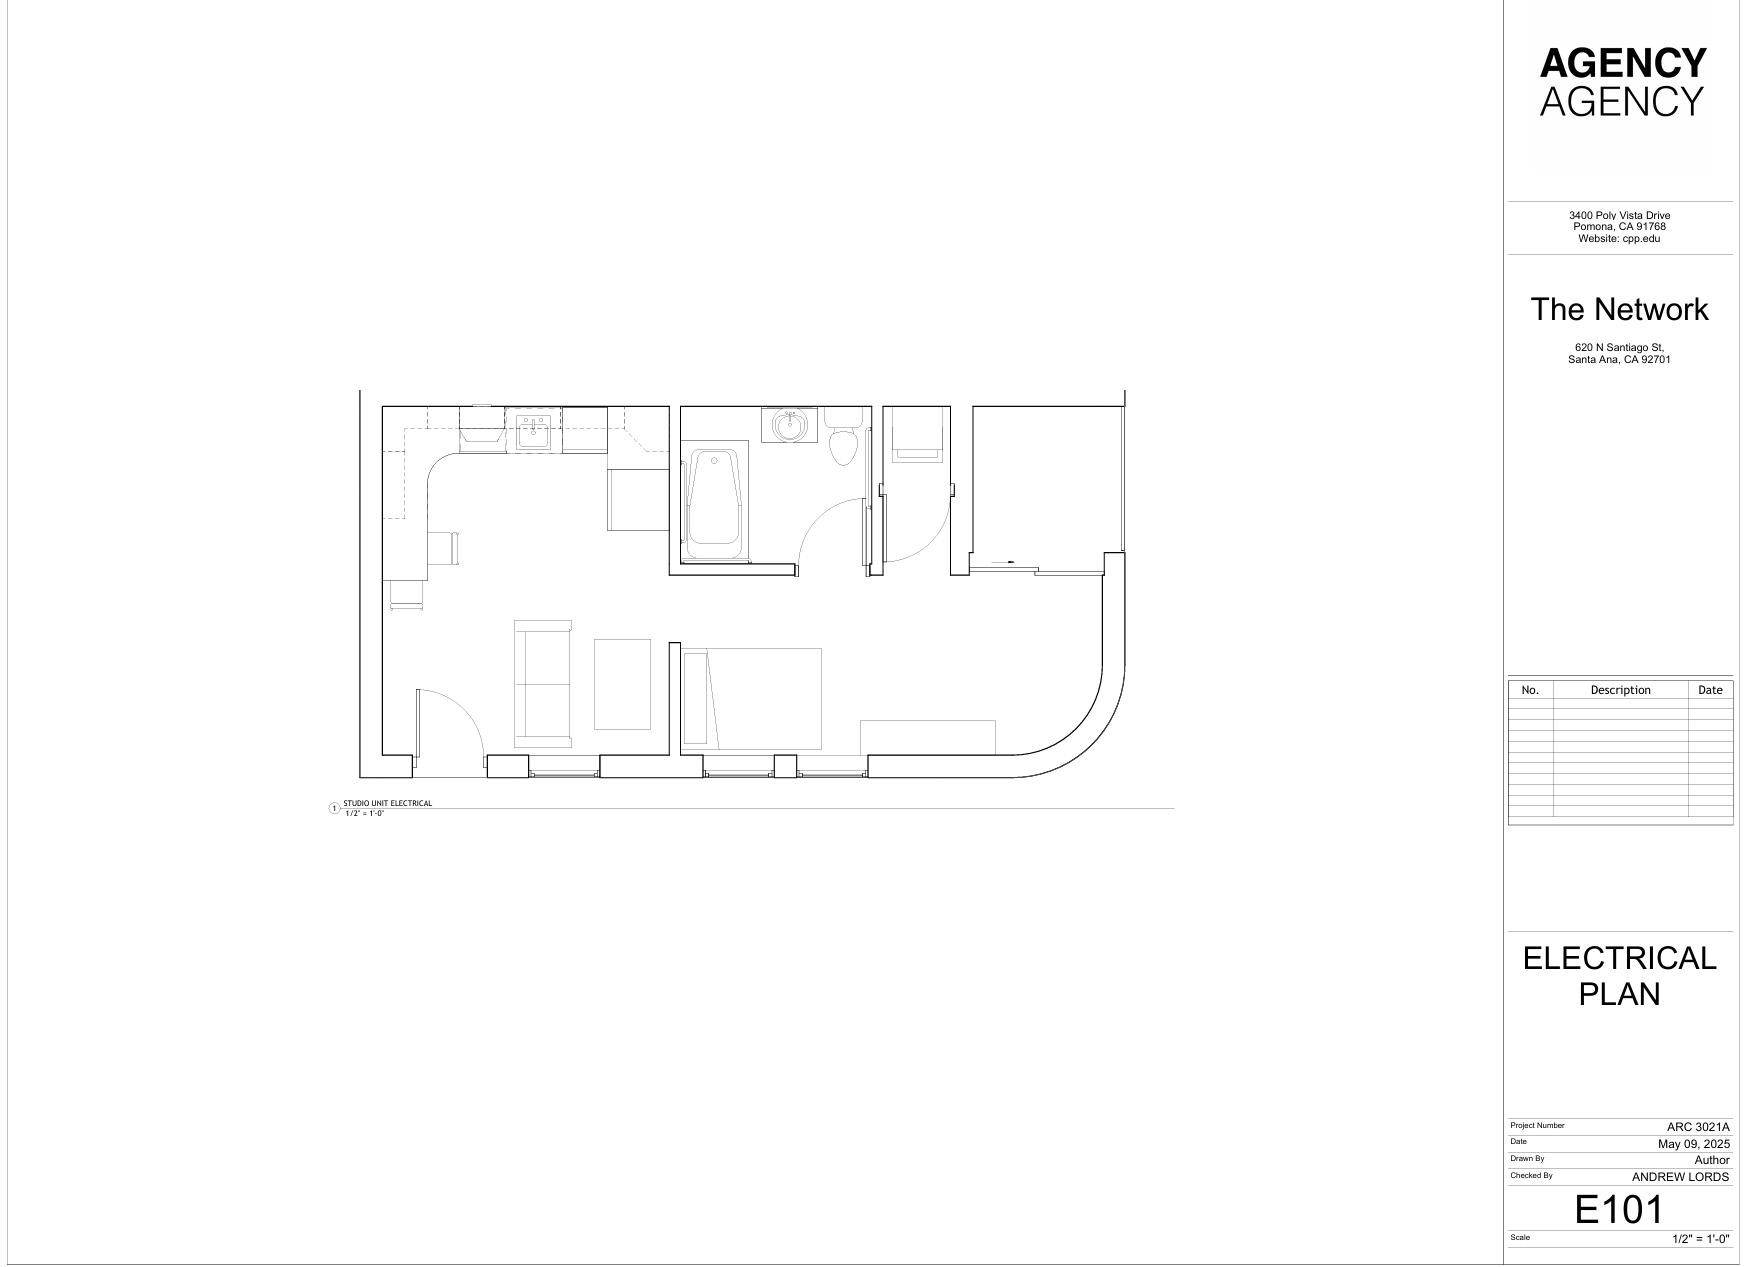 AGENCY
AGENCY
3400 Poly Vista Drive
Pomona, CA 91768
Website: cpp.edu
The Network
620 N Santiago St,
Santa Ana, CA 92701
No. Description Date
1 STUDIO UNIT ELECTRICAL
1/2" = 1'-0"
ELECTRICAL
PLAN
Project Number ARC 3021A
Date May 09, 2025
Drawn By Author
Checked By ANDREW LORDS
E101
Scale 1/2" = 1'-0"